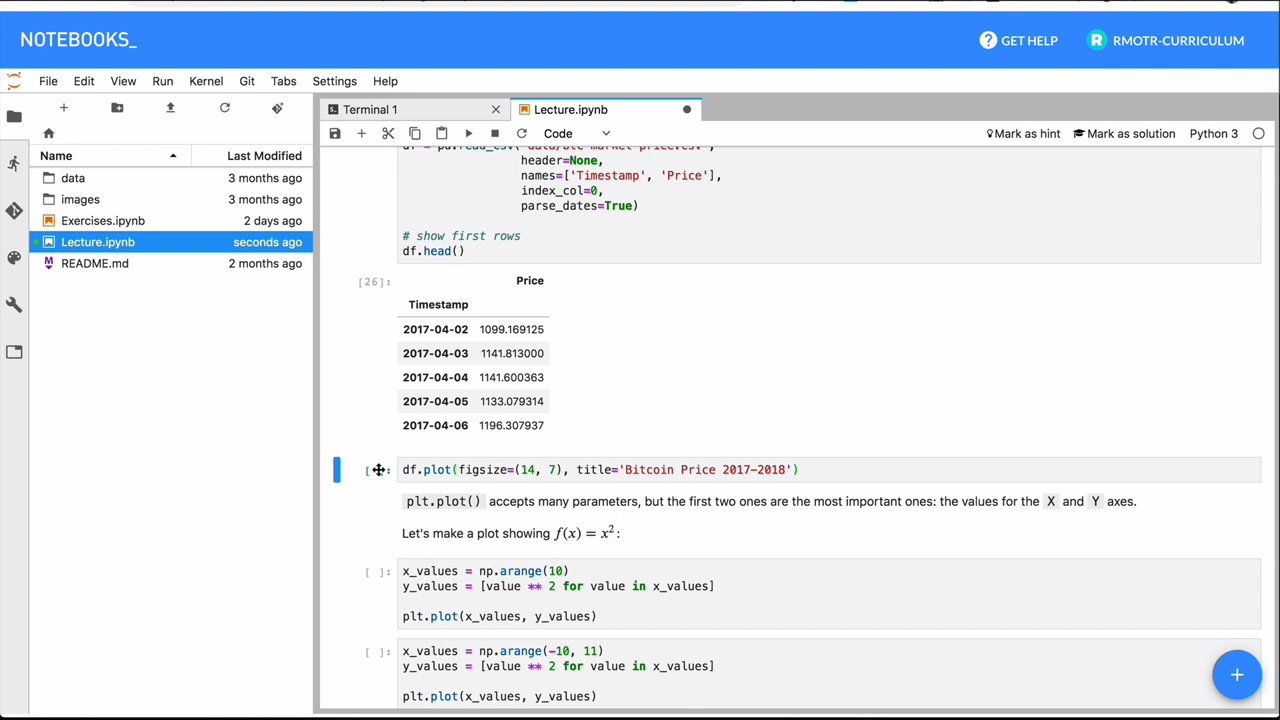 NOTEBOOKS_
GET HELP
R RMOTR-CURRICULUM
File Edit View Run Kernel Git Tabs Settings Help
Name Last Modified
data 3 months ago
images 3 months ago
Exercises.ipynb 2 days ago
Lecture.ipynb seconds ago
README.md 2 months ago
Terminal 1
Lecture.ipynb
Code
Mark as hint Mark as solution Python 3
df = pd.read_csv('data/btc-market-price.csv',
header=None,
names=['Timestamp', 'Price'],
index_col=0,
parse_dates=True)
# show first rows
df.head()
[26]: Price
Timestamp
2017-04-02 1099.169125
2017-04-03 1141.813000
2017-04-04 1141.600363
2017-04-05 1133.079314
2017-04-06 1196.307937
[ ]: df.plot(figsize=(14, 7), title='Bitcoin Price 2017-2018')
plt.plot() accepts many parameters, but the first two ones are the most important ones: the values for the X and Y axes.
Let's make a plot showing f(x) = x²:
[ ]: x_values = np.arange(10)
y_values = [value ** 2 for value in x_values]
plt.plot(x_values, y_values)
[ ]: x_values = np.arange(-10, 11)
y_values = [value ** 2 for value in x_values]
plt.plot(x_values, y_values)